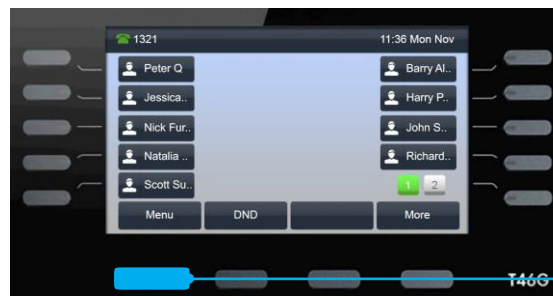 1321 11:36 Mon Nov
Peter Q Barry Al..
Jessica.. Harry P..
Nick Fur.. John S..
Natalia .. Richard..
Scott Su.. 1 2
Menu DND More
T46G